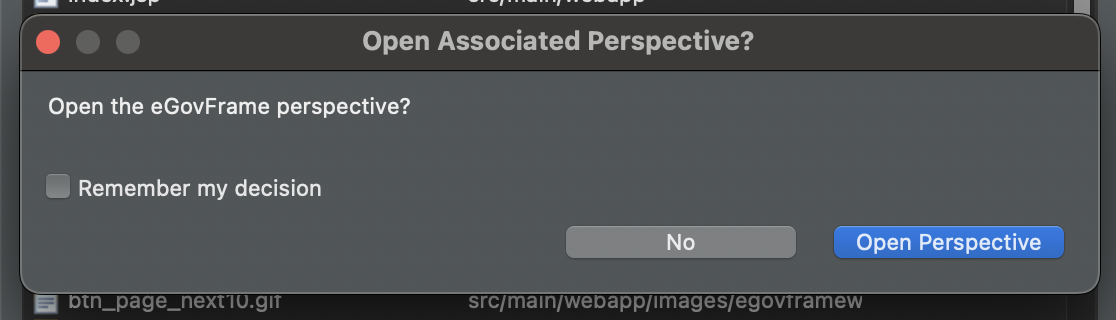 index.jsp src/main/webapp
Open Associated Perspective?
Open the eGovFrame perspective?
Remember my decision
No Open Perspective
btn_page_next10.gif src/main/webapp/images/egovframew